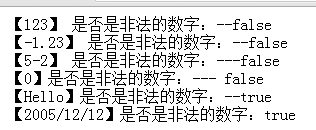 【123】 是否是非法的数字：--false
【-1.23】 是否是非法的数字：--false
【5-2】 是否是非法的数字：---false
【0】是否是非法的数字：--- false
【Hello】是否是非法的数字：--true
【2005/12/12】是否是非法的数字：true